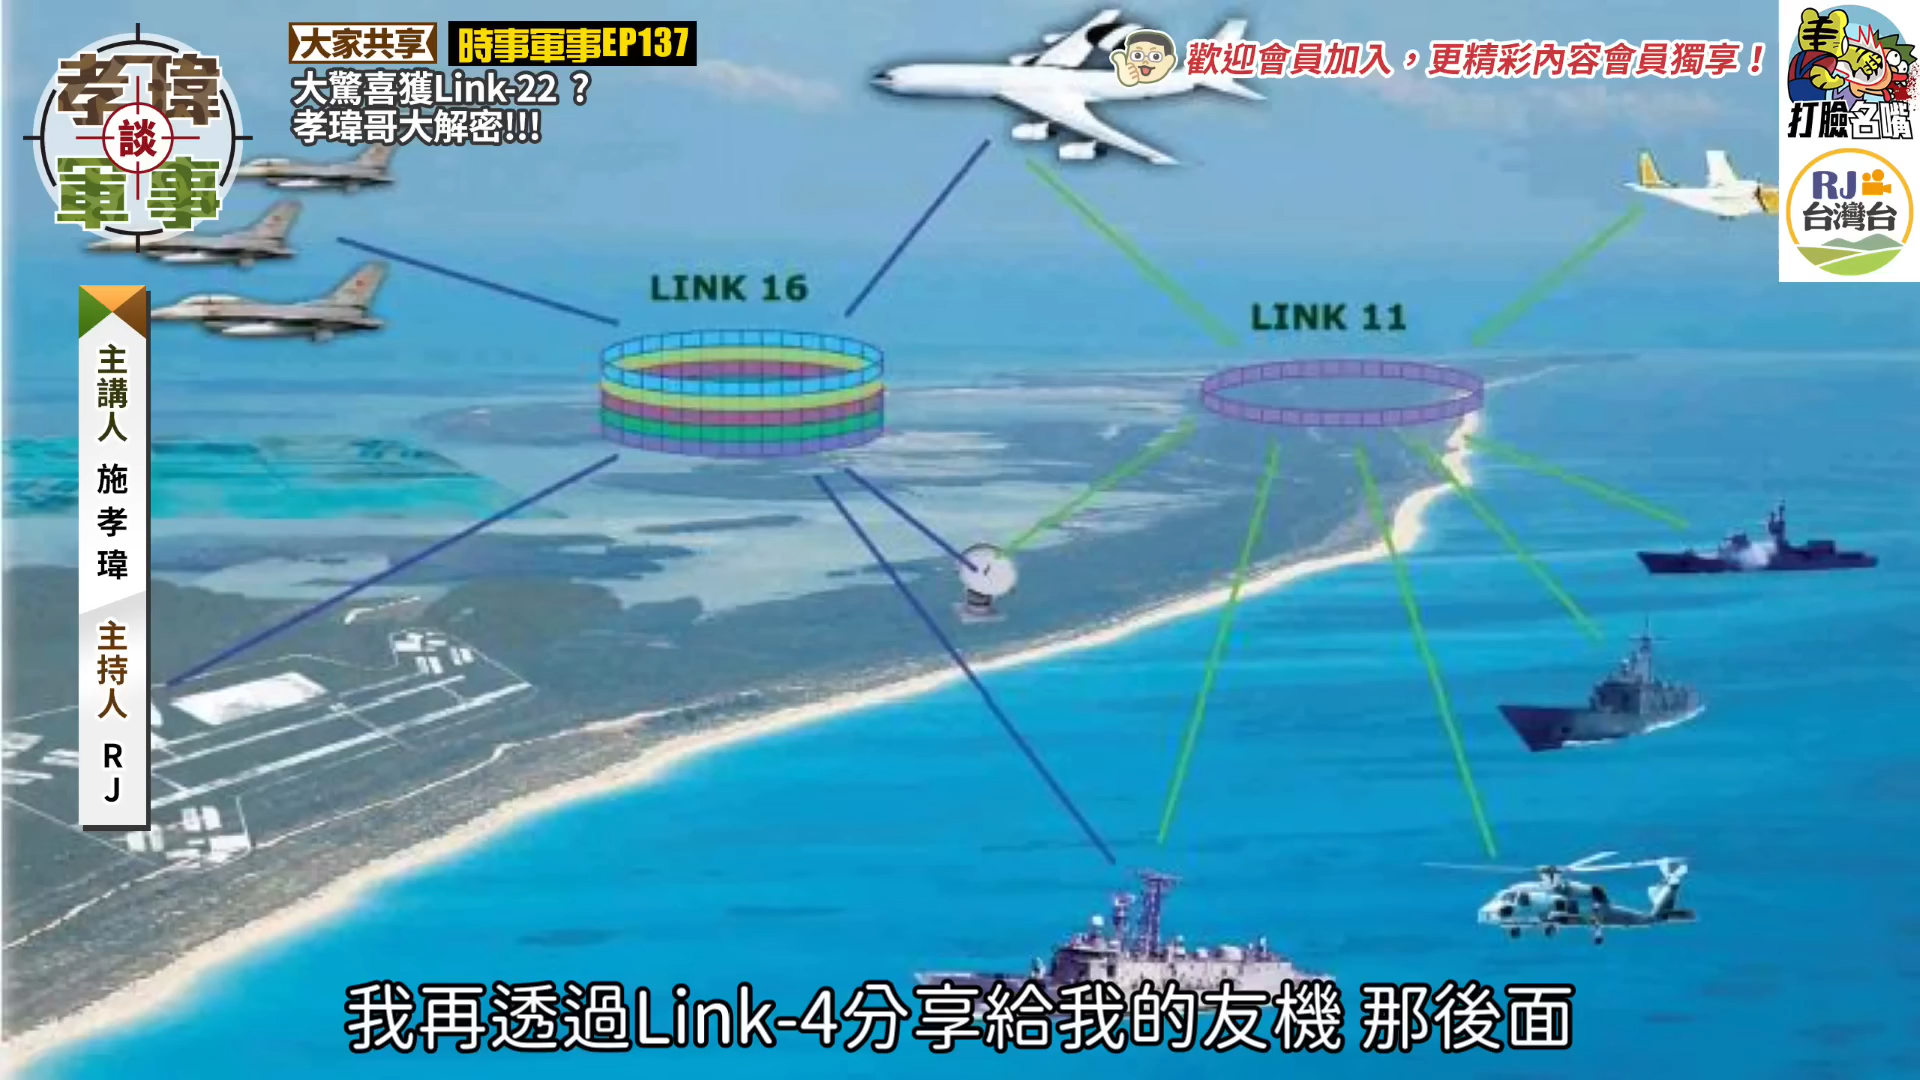 孝瑋
談
軍事
大家共享
時事軍事EP137
大驚喜獲Link-22 ?
孝瑋哥大解密!!!
歡迎會員加入，更精彩內容會員獨享！
打臉名嘴
RJ
台灣台
主講人 施孝瑋 主持人 RJ
LINK 16
LINK 11
我再透過Link-4分享給我的友機 那後面